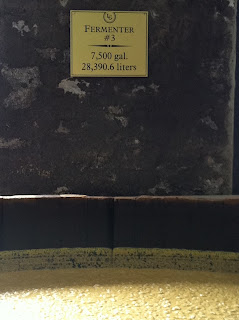 FERMENTER
#3
7,500 gal.
28,390.6 liters